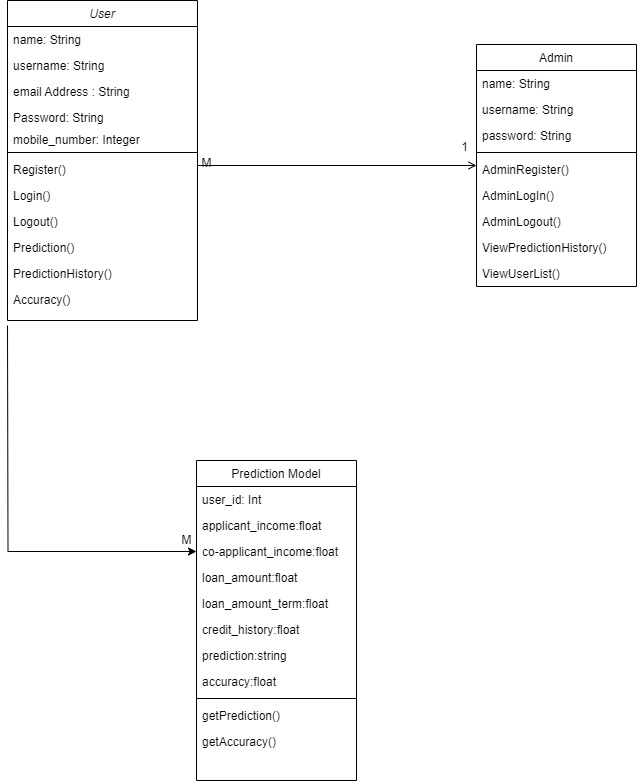 User
name: String
username: String
email Address : String
Password: String
mobile_number: Integer
Register()
Login()
Logout()
Prediction()
PredictionHistory()
Accuracy()
M
1
Admin
name: String
username: String
password: String
AdminRegister()
AdminLogIn()
AdminLogout()
ViewPredictionHistory()
ViewUserList()
M
Prediction Model
user_id: Int
applicant_income:float
co-applicant_income:float
loan_amount:float
loan_amount_term:float
credit_history:float
prediction:string
accuracy:float
getPrediction()
getAccuracy()